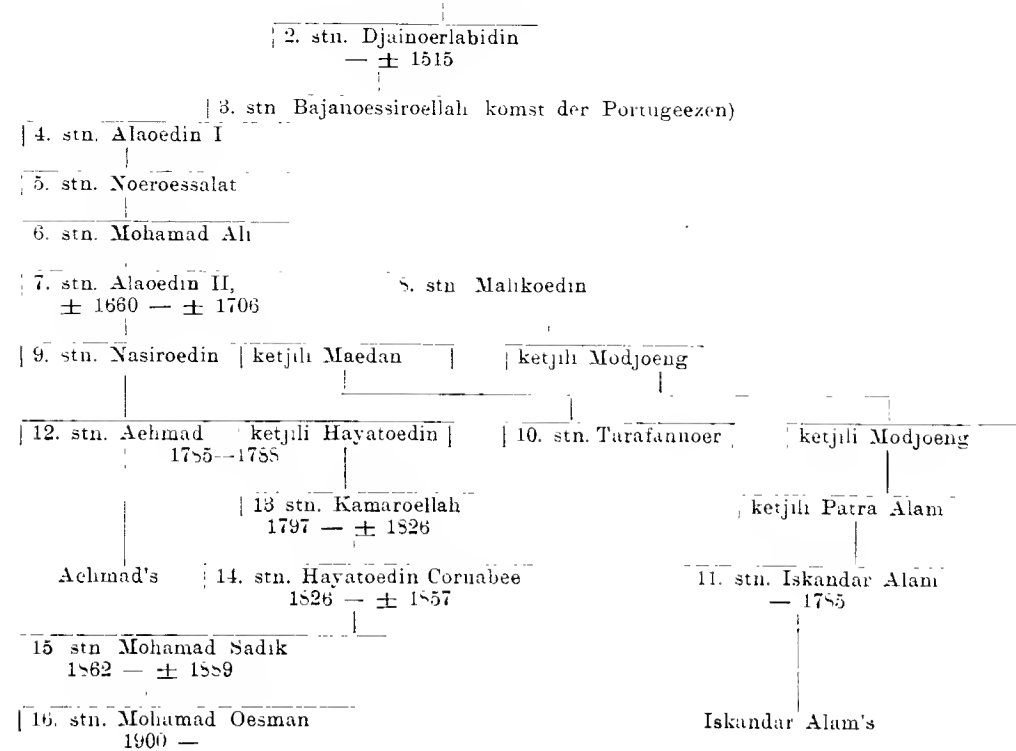 2. stn. Djainoerlabidin
— ± 1515
3. stn Bajanoessiroellah komst der Portugeezen)
4. stn. Alaoedin I
5. stn. Noeroessalat
6. stn. Mohamad Ali
7. stn. Alaoedin II,
± 1660 — ± 1706
8. stn Malikoedin
9. stn. Nasiroedin
ketjili Maedan
ketjili Modjoeng
12. stn. Achmad
1785--1788
ketjili Hayatoedin
10. stn. Tarafannoer
ketjili Modjoeng
13 stn. Kamaroellah
1797 — ± 1826
ketjili Patra Alam
Achmad's
14. stn. Hayatoedin Cornabee
1826 — ± 1857
11. stn. Iskandar Alam
— 1785
15 stn Mohamad Sadik
1862 — ± 1889
16. stn. Mohamad Oesman
1900 —
Iskandar Alam's